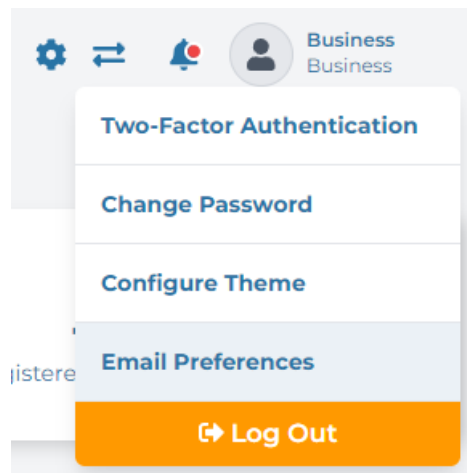 Business
Business
Two-Factor Authentication
Change Password
Configure Theme
Email Preferences
Log Out